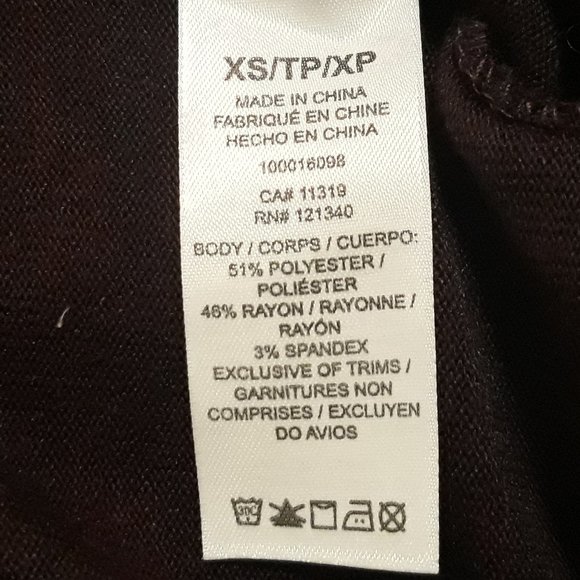 XS/TP/XP
MADE IN CHINA
FABRIQUÉ EN CHINE
HECHO EN CHINA
100016098
CA# 11319
RN# 121340
BODY / CORPS / CUERPO:
51% POLYESTER /
POLIÉSTER
46% RAYON / RAYONNE /
RAYÓN
3% SPANDEX
EXCLUSIVE OF TRIMS /
GARNITURES NON
COMPRISES / EXCLUYEN
DO AVIOS
30C